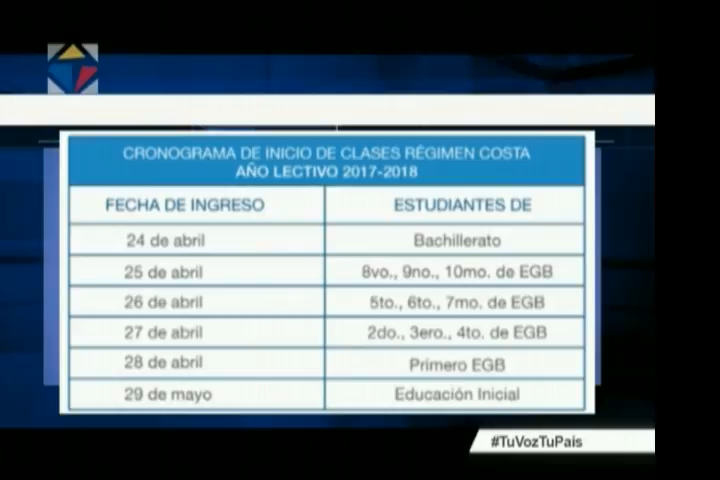 CRONOGRAMA DE INICIO DE CLASES RÉGIMEN COSTA
AÑO LECTIVO 2017-2018
FECHA DE INGRESO ESTUDIANTES DE
24 de abril Bachillerato
25 de abril 8vo., 9no., 10mo. de EGB
26 de abril 5to., 6to., 7mo. de EGB
27 de abril 2do., 3ero., 4to. de EGB
28 de abril Primero EGB
29 de mayo Educación Inicial
#TuVozTuPaís